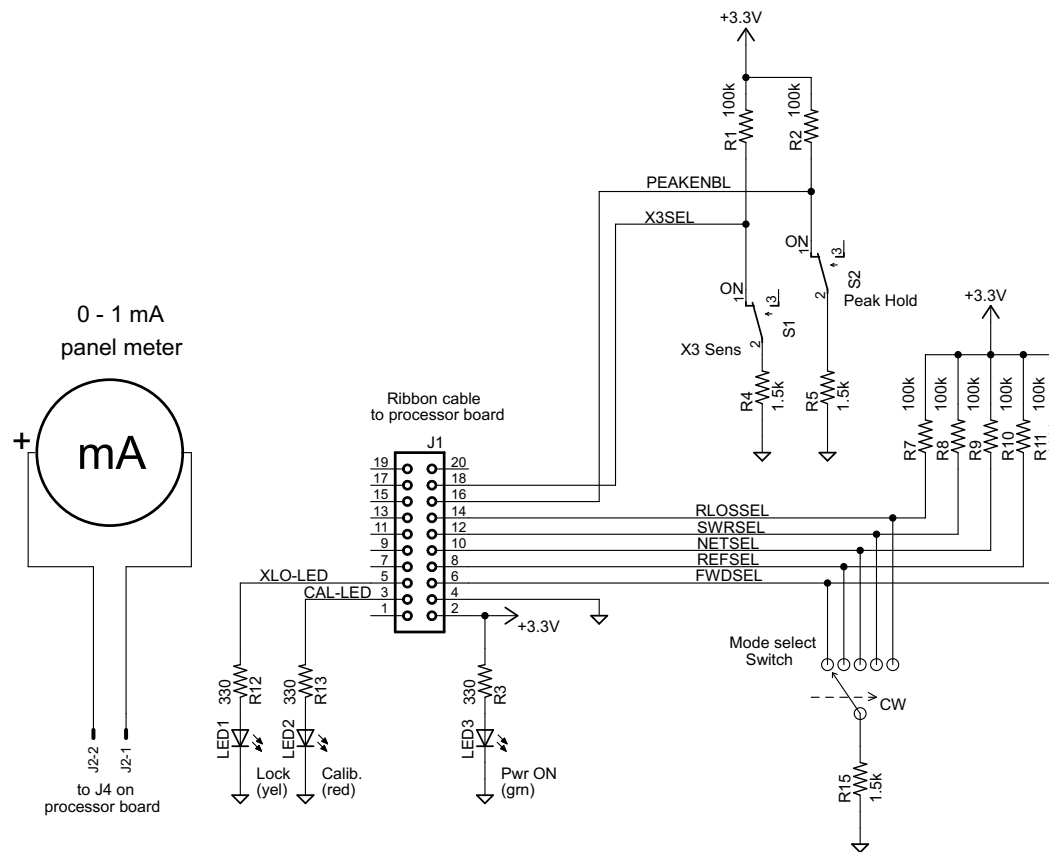 +3.3V
R1 100k
R2 100k
PEAKENBL
X3SEL
ON
1
3
2
S2
Peak Hold
ON
1
3
2
S1
X3 Sens
R4
1.5k
R5
1.5k
+3.3V
R7 100k
R8 100k
R9 100k
R10 100k
R11 100k
0 - 1 mA
panel meter
+
mA
J2-2
J2-1
to J4 on
processor board
Ribbon cable
to processor board
J1
19 20
17 18
15 16
13 14
11 12
9 10
7 8
5 6
3 4
1 2
RLOSSEL
SWRSEL
NETSEL
REFSEL
FWDSEL
XLO-LED
CAL-LED
+3.3V
330
R12
330
R13
330
R3
LED1
LED2
LED3
Lock
(yel)
Calib.
(red)
Pwr ON
(grn)
Mode select
Switch
CW
R15
1.5k